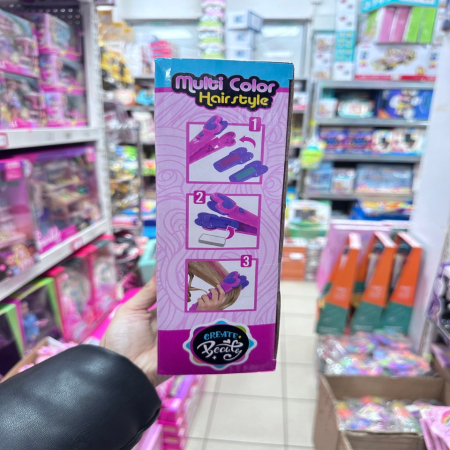 Multi Color
Hairstyle
1
2
3
CREATE
Beauty